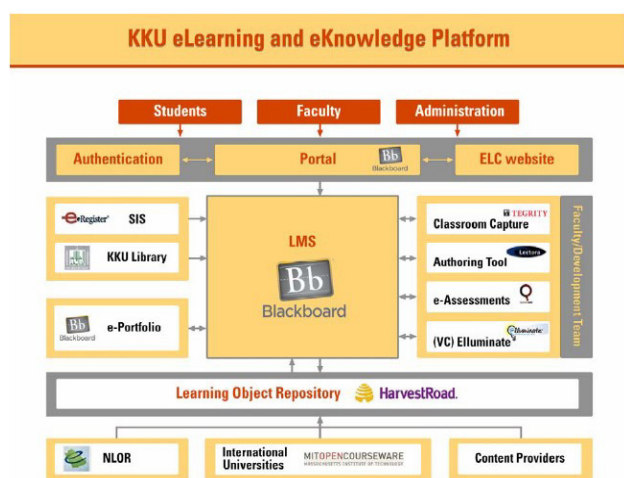 KKU eLearning and eKnowledge Platform
Students
Faculty
Administration
Authentication
Portal
Bb
Blackboard
ELC website
e-Register
SIS
KKU Library
Bb
Blackboard
e-Portfolio
LMS
Bb
Blackboard
TEGRITY
Classroom Capture
Authoring Tool
Lectora
e-Assessments
(VC) Elluminate
Elluminate
Faculty/Development Team
Learning Object Repository
HarvestRoad.
NLOR
International
Universities
MITOPENCOURSEWARE
MASSACHUSETTS INSTITUTE OF TECHNOLOGY
Content Providers